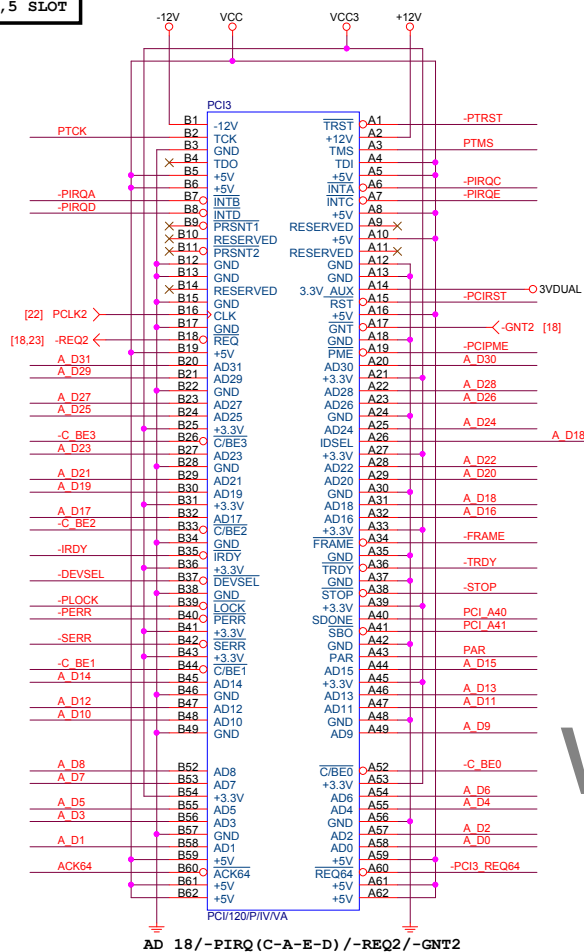 ,5 SLOT
-12V VCC VCC3 +12V
PCI3
B1 -12V TRST A1 -PTRST
PTCK B2 TCK +12V A2
B3 GND TMS A3 PTMS
B4 TDO TDI A4
B5 +5V +5V A5
B6 +5V INTA A6 -PIRQC
-PIRQA B7 INTB INTC A7 -PIRQE
-PIRQD B8 INTD +5V A8
B9 PRSNT1 RESERVED A9
B10 RESERVED +5V A10
B11 PRSNT2 RESERVED A11
B12 GND GND A12
B13 GND GND A13
B14 RESERVED 3.3V_AUX A14 3VDUAL
B15 GND RST A15 -PCIRST
[22] PCLK2 B16 CLK +5V A16
B17 GND GNT A17 -GNT2 [18]
[18,23] -REQ2 B18 REQ GND A18
B19 +5V PME A19 -PCIPME
A_D31 B20 AD31 AD30 A20 A_D30
A_D29 B21 AD29 +3.3V A21
B22 GND AD28 A22 A_D28
A_D27 B23 AD27 AD26 A23 A_D26
A_D25 B24 AD25 GND A24
B25 +3.3V AD24 A25 A_D24
-C_BE3 B26 C/BE3 IDSEL A26 A_D18
A_D23 B27 AD23 +3.3V A27
B28 GND AD22 A28 A_D22
A_D21 B29 AD21 AD20 A29 A_D20
A_D19 B30 AD19 GND A30
B31 +3.3V AD18 A31 A_D18
A_D17 B32 AD17 AD16 A32 A_D16
-C_BE2 B33 C/BE2 +3.3V A33
B34 GND FRAME A34 -FRAME
-IRDY B35 IRDY GND A35
B36 +3.3V TRDY A36 -TRDY
-DEVSEL B37 DEVSEL GND A37
B38 GND STOP A38 -STOP
-PLOCK B39 LOCK +3.3V A39
-PERR B40 PERR SDONE A40 PCI_A40
B41 +3.3V SBO A41 PCI_A41
-SERR B42 SERR GND A42
B43 +3.3V PAR A43 PAR
-C_BE1 B44 C/BE1 AD15 A44 A_D15
A_D14 B45 AD14 +3.3V A45
B46 GND AD13 A46 A_D13
A_D12 B47 AD12 AD11 A47 A_D11
A_D10 B48 AD10 GND A48
B49 GND AD9 A49 A_D9
A_D8 B52 AD8 C/BE0 A52 -C_BE0
A_D7 B53 AD7 +3.3V A53
B54 +3.3V AD6 A54 A_D6
A_D5 B55 AD5 AD4 A55 A_D4
A_D3 B56 AD3 GND A56
B57 GND AD2 A57 A_D2
A_D1 B58 AD1 AD0 A58 A_D0
B59 +5V +5V A59
ACK64 B60 ACK64 REQ64 A60 -PCI3_REQ64
B61 +5V +5V A61
B62 +5V +5V A62
PCI/120/P/IV/VA
AD 18/-PIRQ(C-A-E-D)/-REQ2/-GNT2